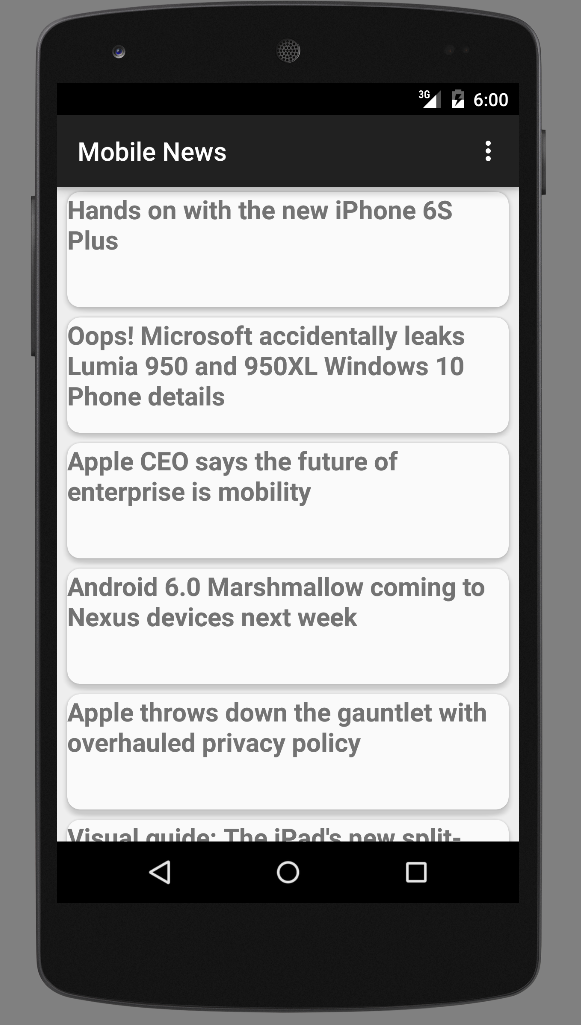 3G 6:00
Mobile News
Hands on with the new iPhone 6S
Plus
Oops! Microsoft accidentally leaks
Lumia 950 and 950XL Windows 10
Phone details
Apple CEO says the future of
enterprise is mobility
Android 6.0 Marshmallow coming to
Nexus devices next week
Apple throws down the gauntlet with
overhauled privacy policy
Visual guide: The iPad's new split-